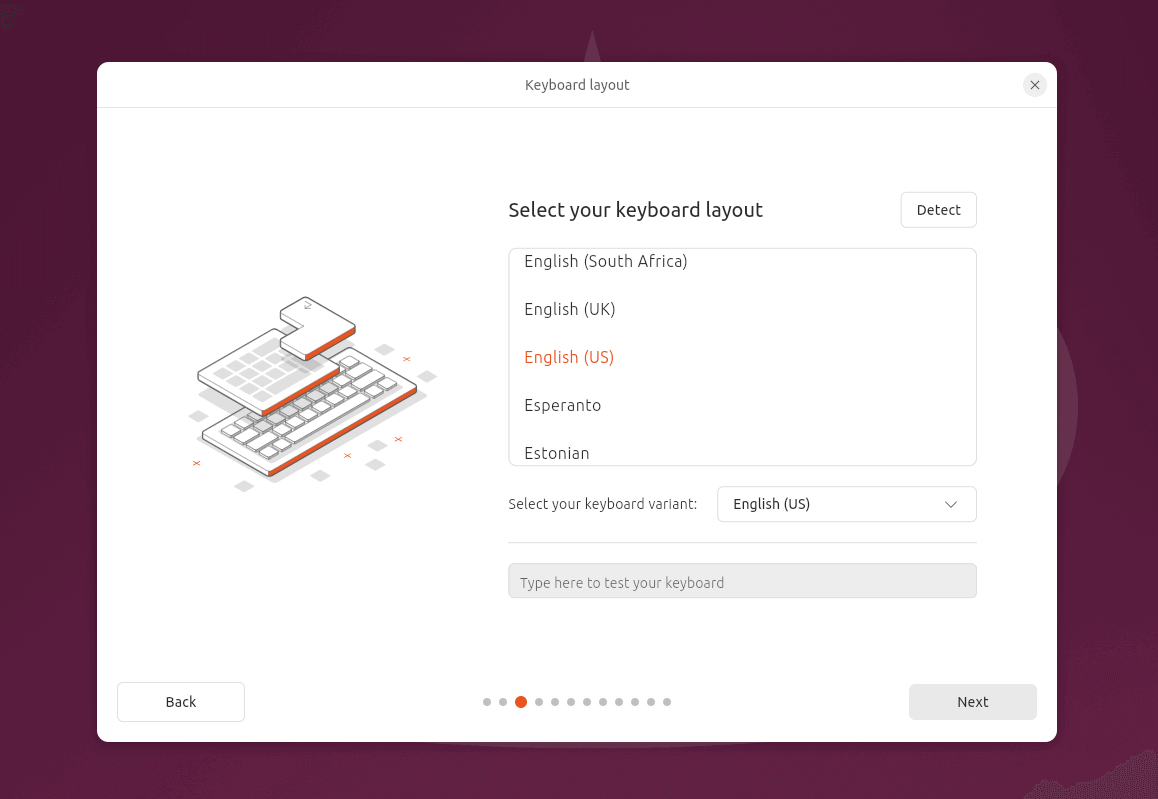 Keyboard layout
Select your keyboard layout
Detect
English (South Africa)
English (UK)
English (US)
Esperanto
Estonian
Select your keyboard variant:
English (US)
Type here to test your keyboard
Back
Next